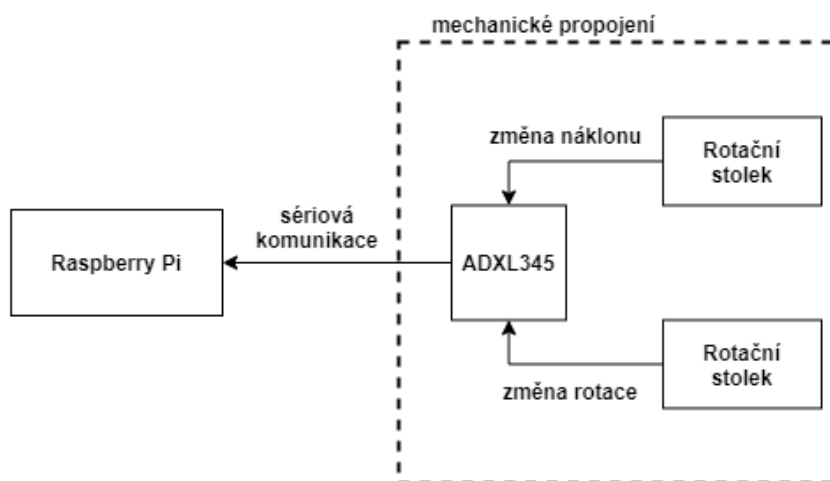 mechanické propojení
změna náklonu
Rotační
stolek
sériová
komunikace
Raspberry Pi
ADXL345
změna rotace
Rotační
stolek